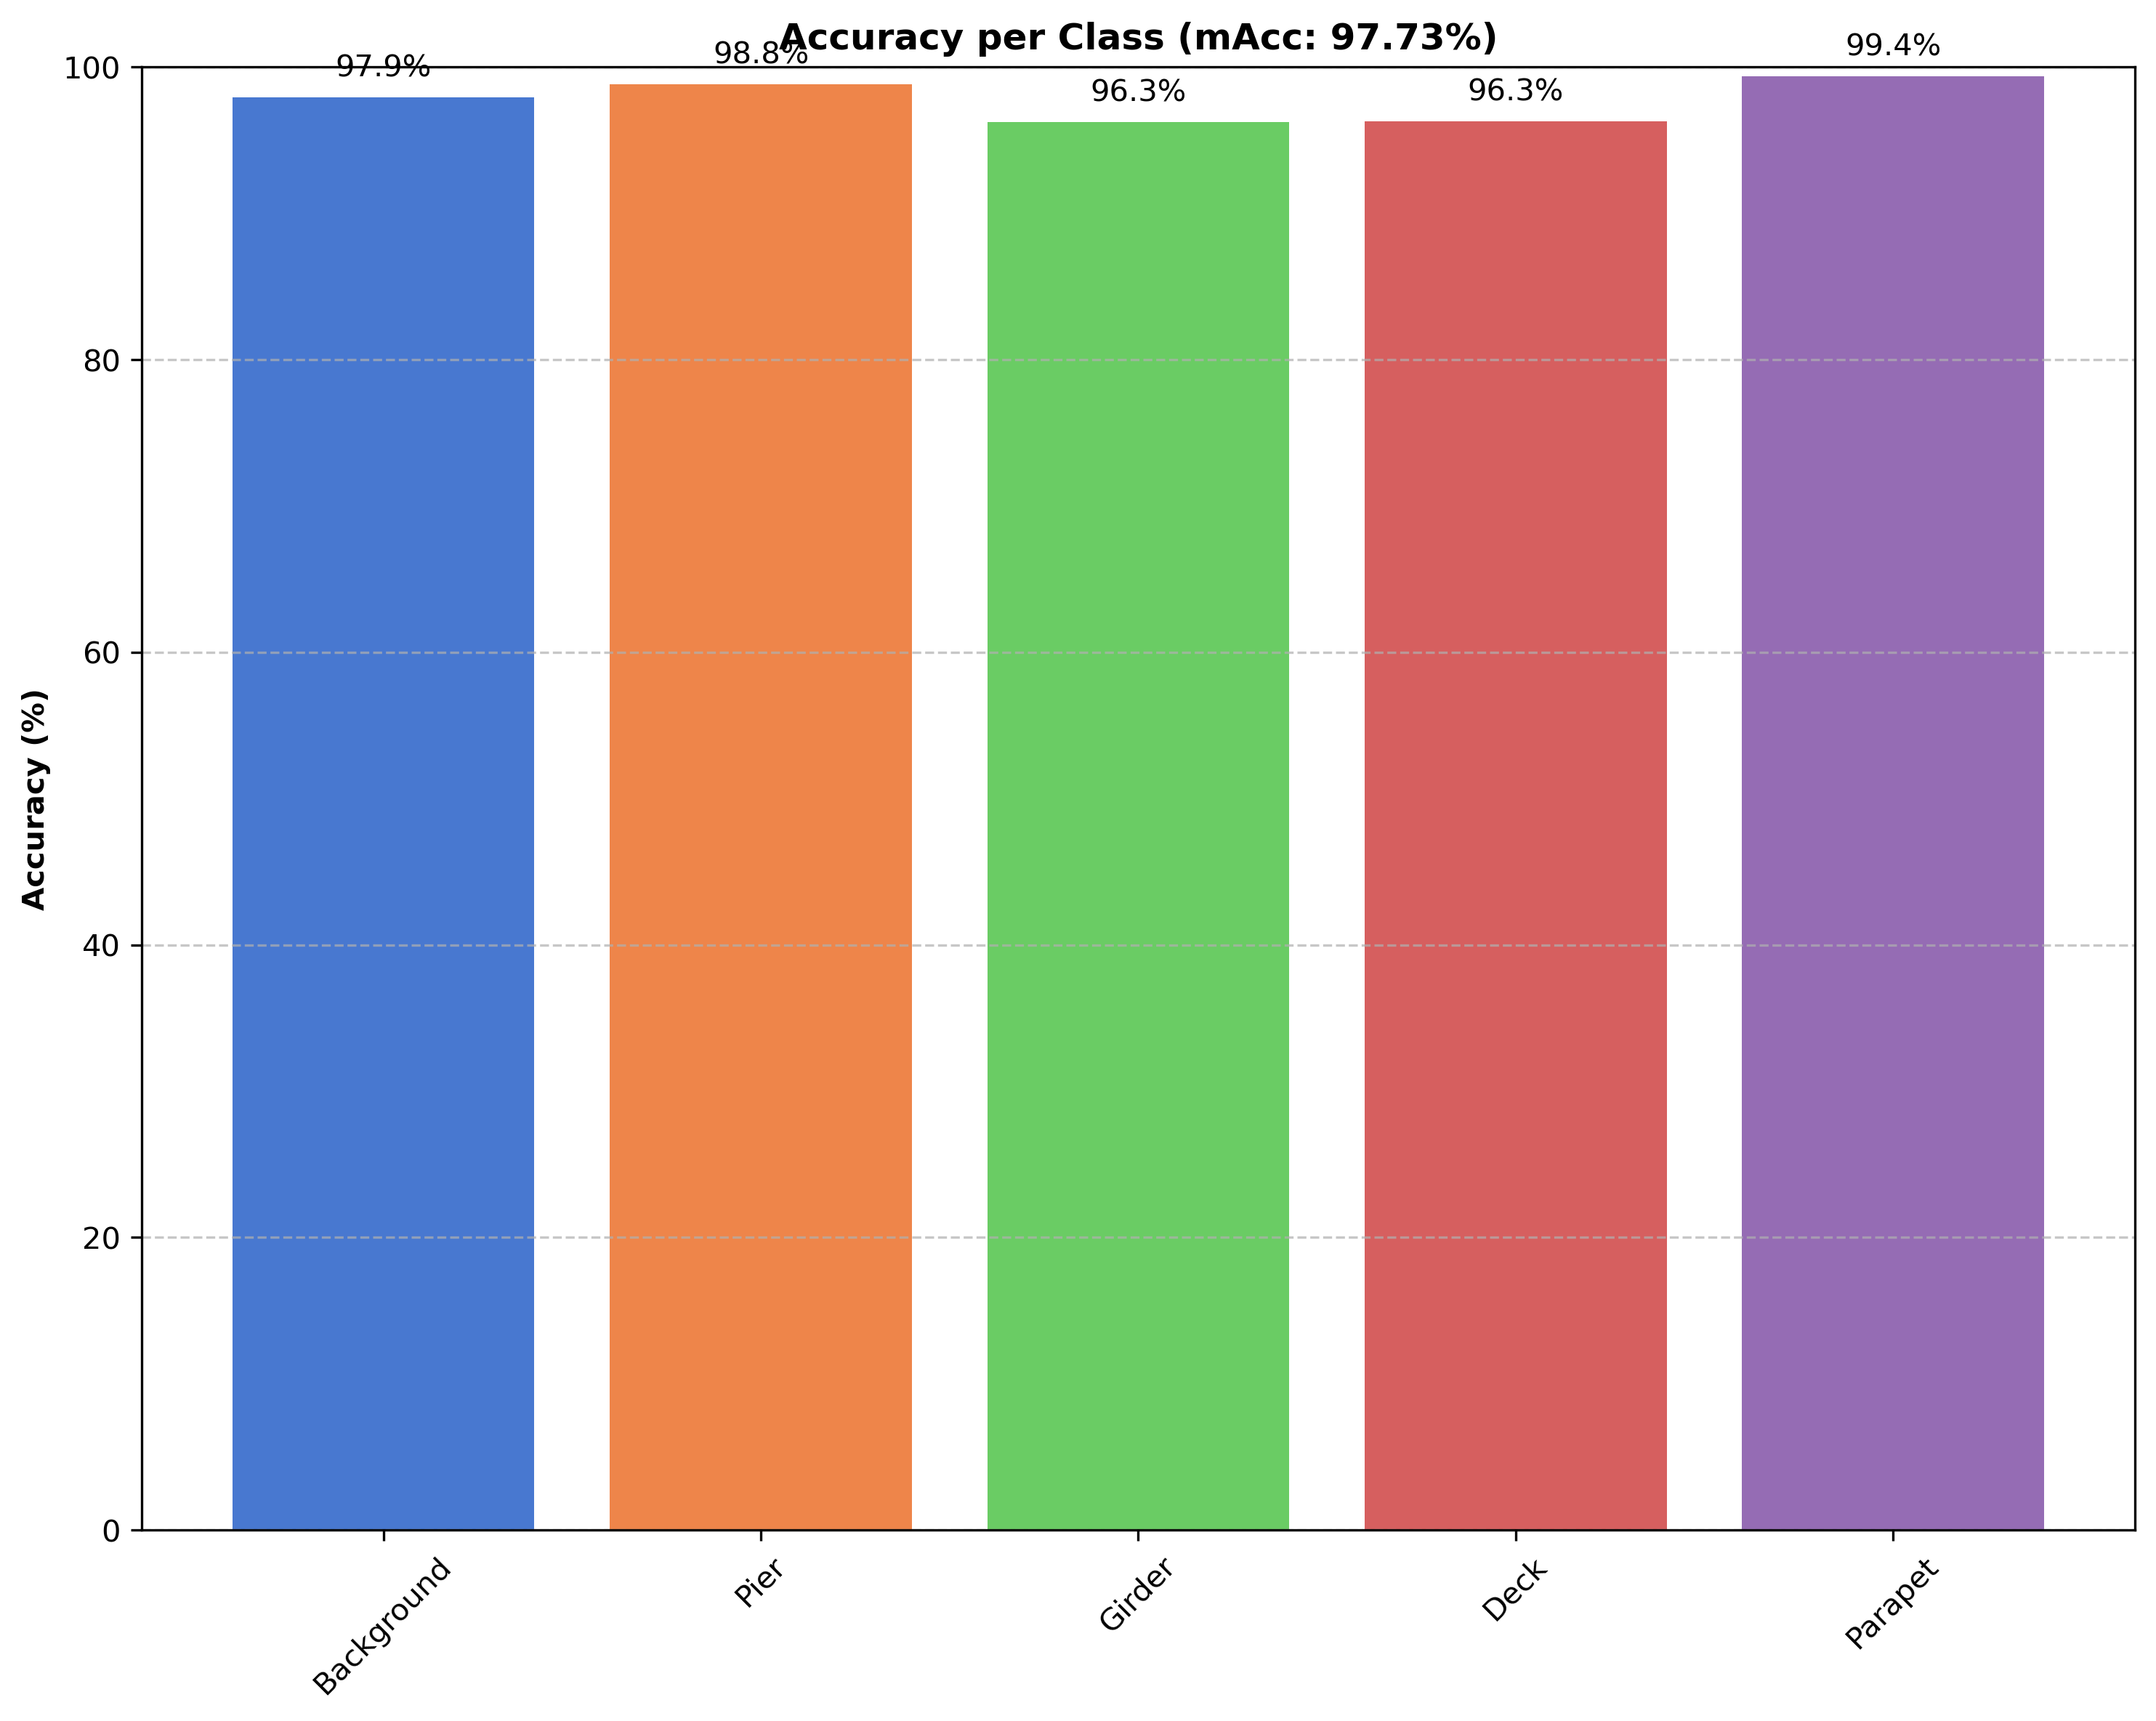 Accuracy per Class (mAcc: 97.73%)
97.9%
98.8%
96.3%
96.3%
99.4%
100
80
60
40
20
0
Accuracy (%)
Background
Pier
Girder
Deck
Parapet